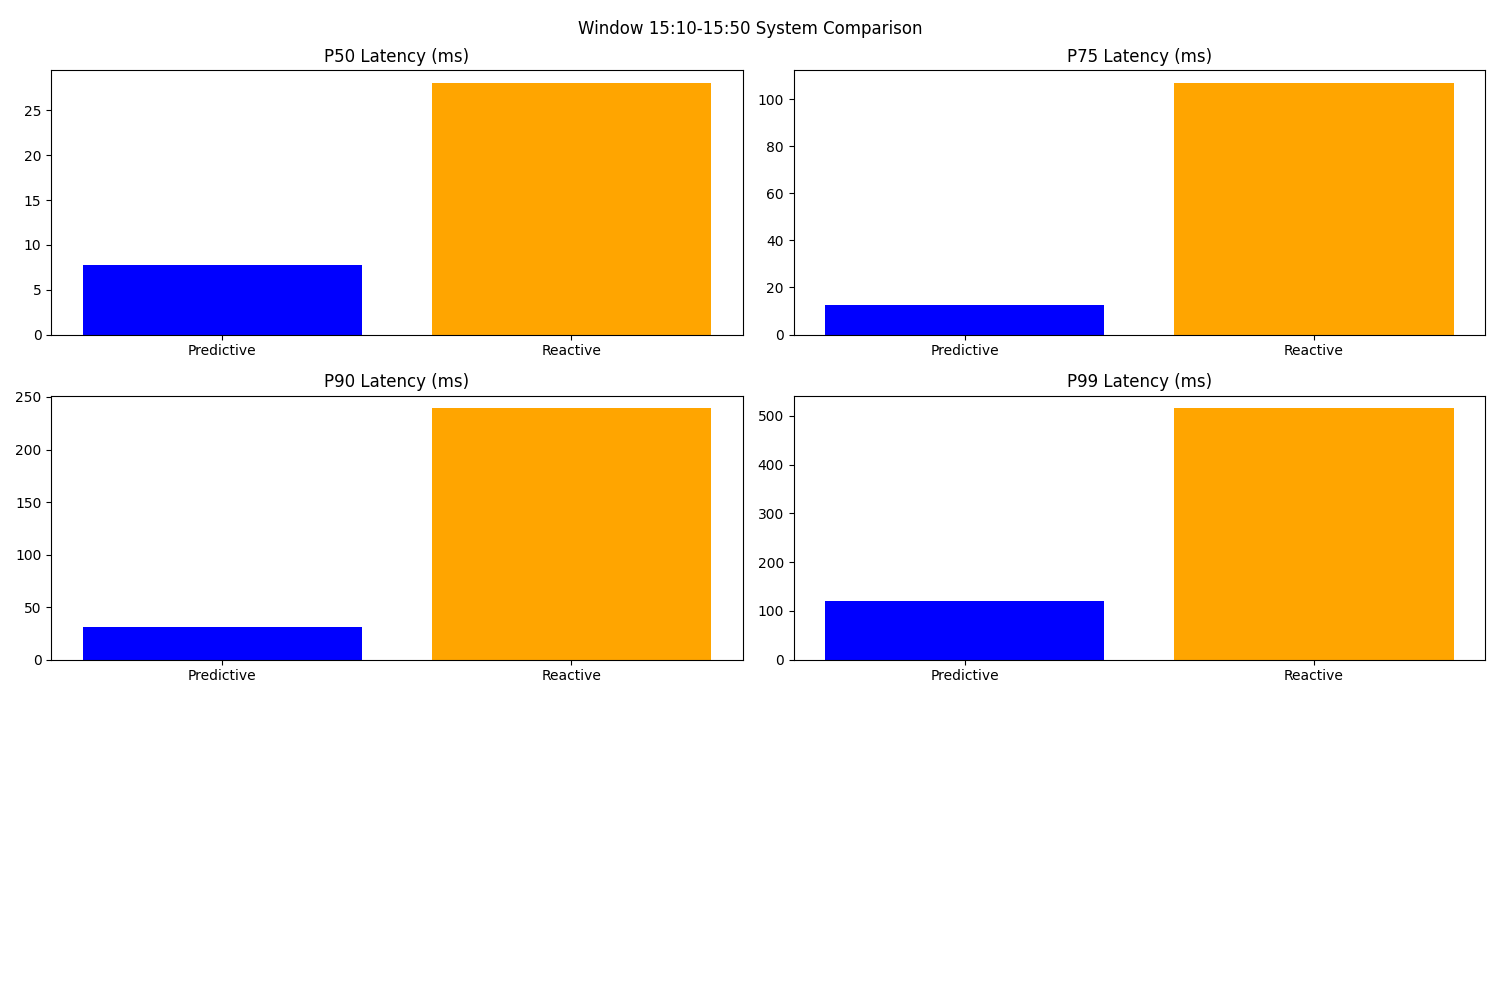 Window 15:10-15:50 System Comparison
P50 Latency (ms)
25
20
15
10
5
0
Predictive
Reactive
P75 Latency (ms)
100
80
60
40
20
0
Predictive
Reactive
P90 Latency (ms)
250
200
150
100
50
0
Predictive
Reactive
P99 Latency (ms)
500
400
300
200
100
0
Predictive
Reactive